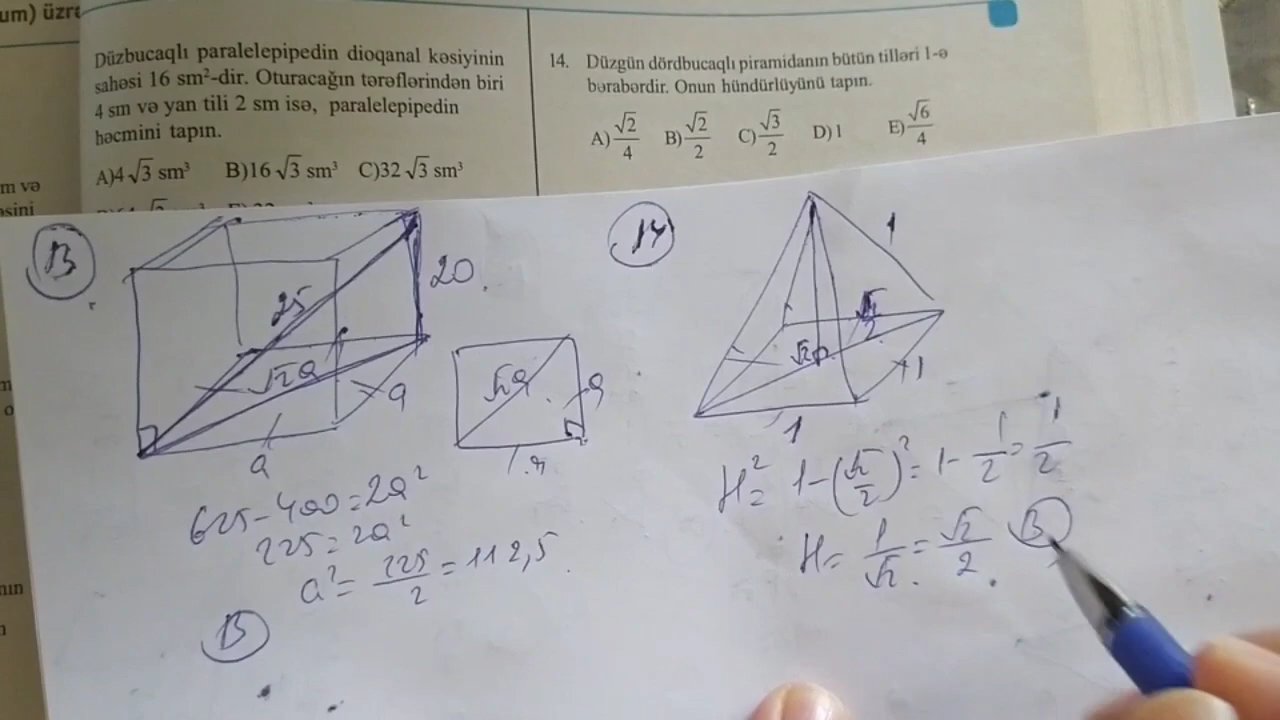 um) üzrə
Düzbucaqlı paralelepipedin dioqanal kəsiyinin
sahəsi 16 sm²-dir. Oturacağın tərəflərindən biri
4 sm və yan tili 2 sm isə, paralelepipedin
həcmini tapın.
A)4√3 sm³ B)16√3 sm³ C)32√3 sm³
m və
əsini
14. Düzgün dördbucaqlı piramidanın bütün tilləri 1-ə
bərabərdir. Onun hündürlüyünü tapın.
A) √2/4 B) √2/2 C) √3/2 D) 1 E) √6/4
13
25
20
√2a
a
a
√2a
a
625-400=2a²
225=2a²
a²=225/2=112,5
B
14
1
√2/2
1
1
H²=1-(√2/2)²=1-1/2=1/2
H=1/√2=√2/2 B
nın